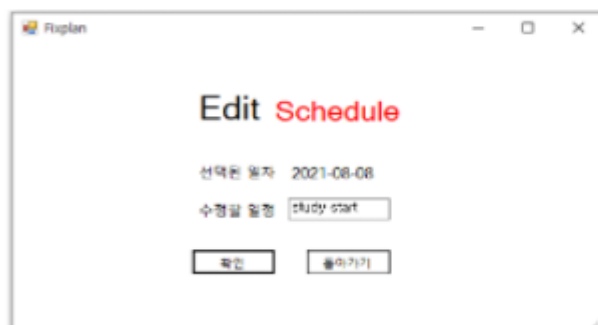 Fixplan
Edit Schedule
선택된 일자 2021-08-08
수정할 일정 study start
확인 돌아가기